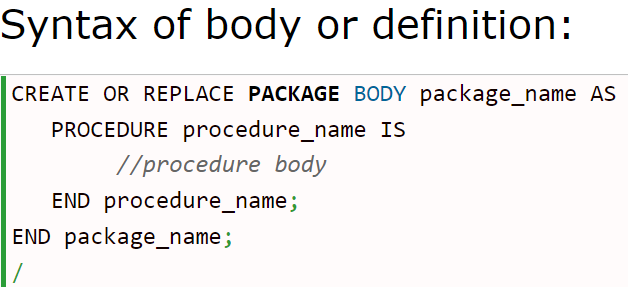 Syntax of body or definition:
CREATE OR REPLACE PACKAGE BODY package_name AS
PROCEDURE procedure_name IS
//procedure body
END procedure_name;
END package_name;
/